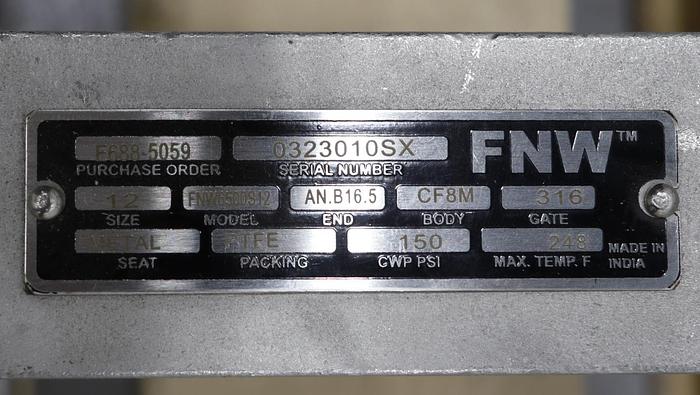 F688-5059 0323010SX FNW™
PURCHASE ORDER SERIAL NUMBER
12 AN.B16.5 CF8M 316
SIZE MODEL END BODY GATE
METAL PTFE 150 248 MADE IN
SEAT PACKING CWP PSI MAX. TEMP. F INDIA